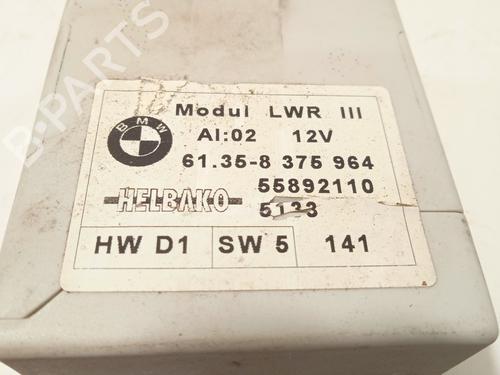 B-PARTS
BMW
Modul LWR III
AI:02 12V
61.35-8 375 964
55892110
HELBAKO 5133
HW D1 SW 5 141